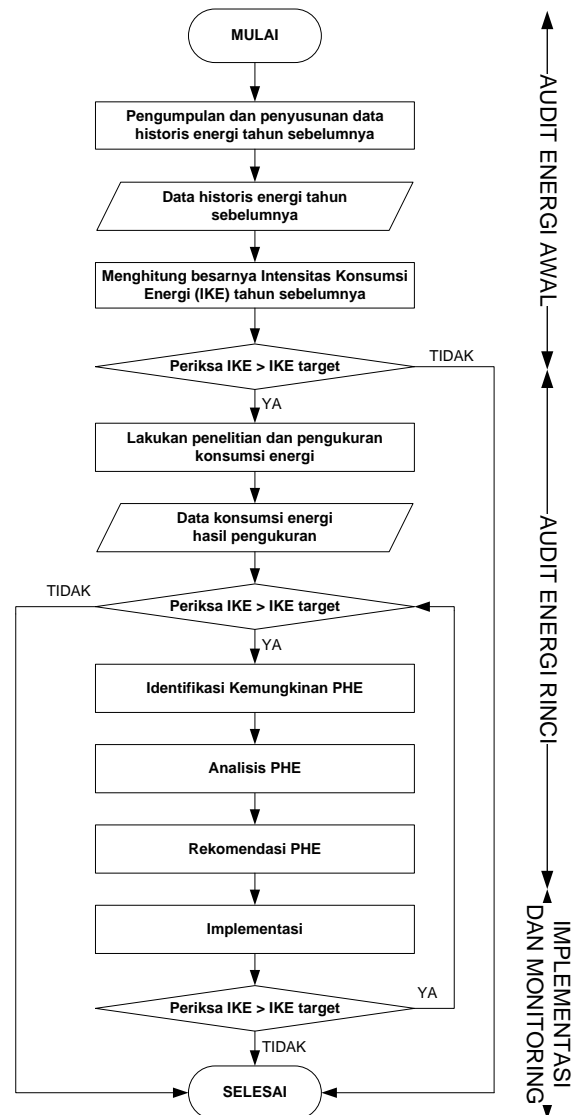 MULAI
Pengumpulan dan penyusunan data
historis energi tahun sebelumnya
Data historis energi tahun
sebelumnya
Menghitung besarnya Intensitas Konsumsi
Energi (IKE) tahun sebelumnya
Periksa IKE > IKE target
TIDAK
YA
Lakukan penelitian dan pengukuran
konsumsi energi
Data konsumsi energi
hasil pengukuran
TIDAK
Periksa IKE > IKE target
YA
Identifikasi Kemungkinan PHE
Analisis PHE
Rekomendasi PHE
Implementasi
Periksa IKE > IKE target
YA
TIDAK
SELESAI
AUDIT ENERGI AWAL
AUDIT ENERGI RINCI
IMPLEMENTASI
DAN MONITORING